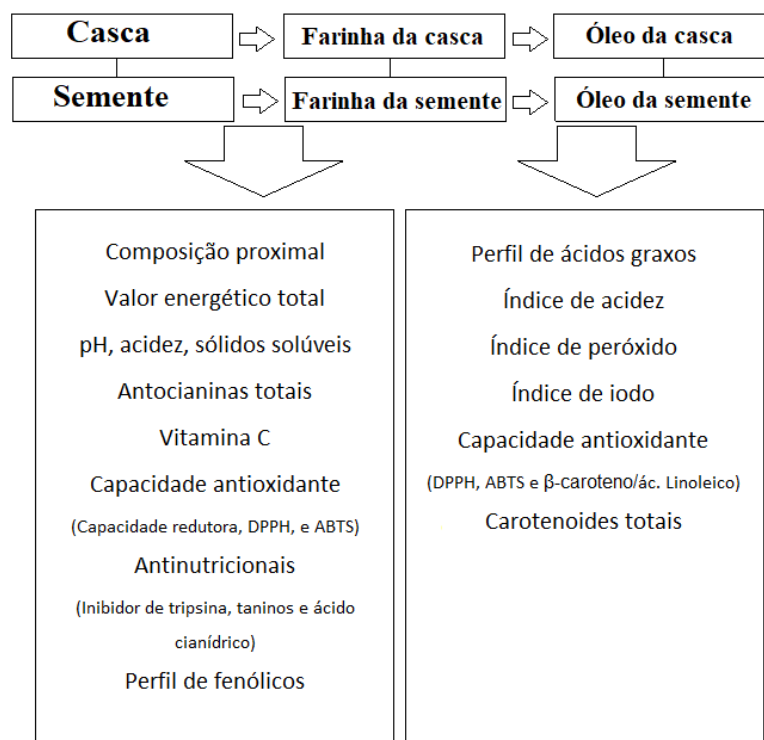 Casca
Farinha da casca
Óleo da casca
Semente
Farinha da semente
Óleo da semente
Composição proximal
Valor energético total
pH, acidez, sólidos solúveis
Antocianinas totais
Vitamina C
Capacidade antioxidante
(Capacidade redutora, DPPH, e ABTS)
Antinutricionais
(Inibidor de tripsina, taninos e ácido
cianídrico)
Perfil de fenólicos
Perfil de ácidos graxos
Índice de acidez
Índice de peróxido
Índice de iodo
Capacidade antioxidante
(DPPH, ABTS e β-caroteno/ác. Linoleico)
Carotenoides totais